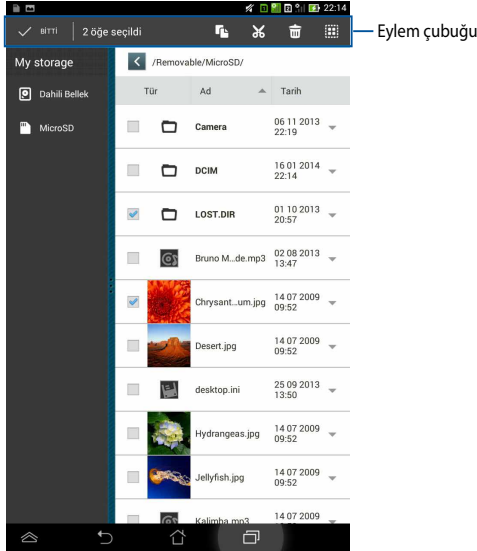 22:14
BİTTİ 2 öğe seçildi
Eylem çubuğu
My storage
/Removable/MicroSD/
Dahili Bellek
MicroSD
Tür Ad Tarih
Camera 06 11 2013
22:19
DCIM 16 01 2014
22:14
LOST.DIR 01 10 2013
20:57
Bruno M...de.mp3 02 08 2013
13:47
Chrysant...um.jpg 14 07 2009
09:52
Desert.jpg 14 07 2009
09:52
desktop.ini 25 09 2013
13:50
Hydrangeas.jpg 14 07 2009
09:52
Jellyfish.jpg 14 07 2009
09:52
Kalimba.mp3 14 07 2009